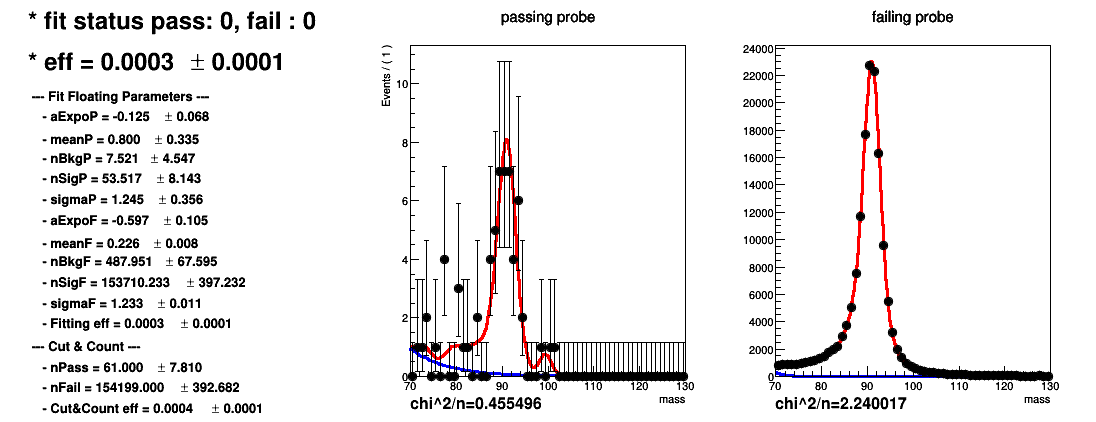 * fit status pass: 0, fail : 0
* eff = 0.0003 ± 0.0001
--- Fit Floating Parameters ---
- aExpoP = -0.125 ± 0.068
- meanP = 0.800 ± 0.335
- nBkgP = 7.521 ± 4.547
- nSigP = 53.517 ± 8.143
- sigmaP = 1.245 ± 0.356
- aExpoF = -0.597 ± 0.105
- meanF = 0.226 ± 0.008
- nBkgF = 487.951 ± 67.595
- nSigF = 153710.233 ± 397.232
- sigmaF = 1.233 ± 0.011
- Fitting eff = 0.0003 ± 0.0001
--- Cut & Count ---
- nPass = 61.000 ± 7.810
- nFail = 154199.000 ± 392.682
- Cut&Count eff = 0.0004 ± 0.0001
passing probe
Events / ( 1 )
10
8
6
4
2
0
70 80 90 100 110 120 130
mass
chi^2/n=0.455496
failing probe
24000
22000
20000
18000
16000
14000
12000
10000
8000
6000
4000
2000
0
70 80 90 100 110 120 130
mass
chi^2/n=2.240017